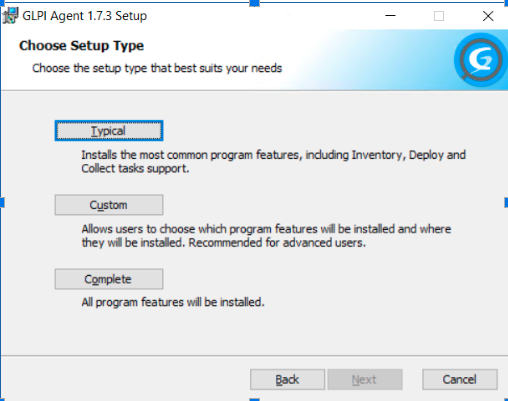 GLPI Agent 1.7.3 Setup
Choose Setup Type
Choose the setup type that best suits your needs
G
Typical
Installs the most common program features, including Inventory, Deploy and
Collect tasks support.
Custom
Allows users to choose which program features will be installed and where
they will be installed. Recommended for advanced users.
Complete
All program features will be installed.
Back
Next
Cancel